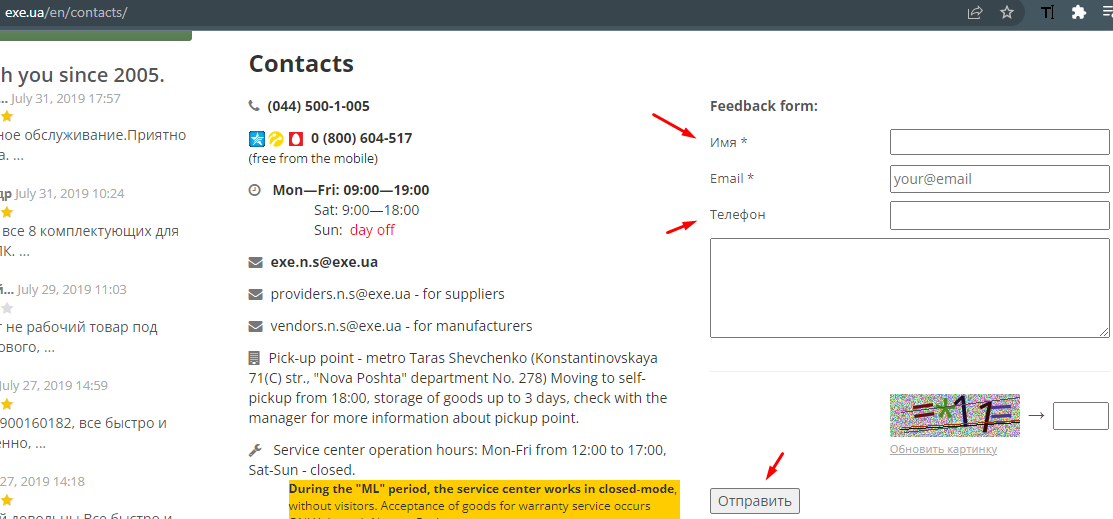 exe.ua/en/contacts/
h you since 2005.
... July 31, 2019 17:57
ное обслуживание.Приятно
а. ...
др July 31, 2019 10:24
все 8 комплектующих для
ПК. ...
й... July 29, 2019 11:03
т не рабочий товар под
ового, ...
July 27, 2019 14:59
900160182, все быстро и
енно, ...
27, 2019 14:18
й довольны Все быстро и
Contacts
(044) 500-1-005
0 (800) 604-517
(free from the mobile)
Mon—Fri: 09:00—19:00
Sat: 9:00—18:00
Sun: day off
exe.n.s@exe.ua
providers.n.s@exe.ua - for suppliers
vendors.n.s@exe.ua - for manufacturers
Pick-up point - metro Taras Shevchenko (Konstantinovskaya
71(C) str., "Nova Poshta" department No. 278) Moving to self-
pickup from 18:00, storage of goods up to 3 days, check with the
manager for more information about pickup point.
Service center operation hours: Mon-Fri from 12:00 to 17:00,
Sat-Sun - closed.
During the "ML" period, the service center works in closed-mode,
without visitors. Acceptance of goods for warranty service occurs
Feedback form:
Имя *
Email *
your@email
Телефон
=*11=
→
Обновить картинку
Отправить